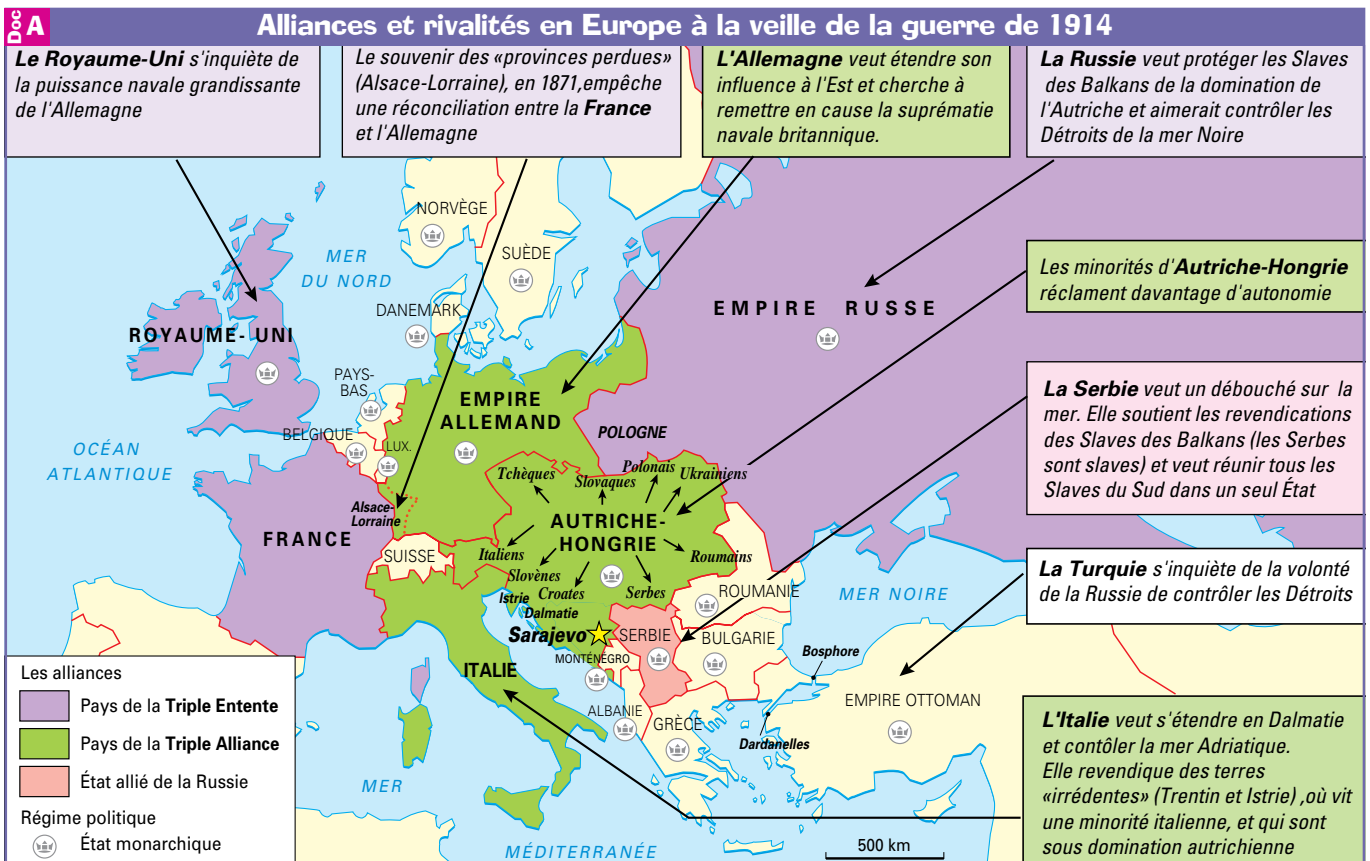 Doc A
Alliances et rivalités en Europe à la veille de la guerre de 1914
Le Royaume-Uni s'inquiète de
la puissance navale grandissante
de l'Allemagne
Le souvenir des «provinces perdues»
(Alsace-Lorraine), en 1871,empêche
une réconciliation entre la France
et l'Allemagne
L'Allemagne veut étendre son
influence à l'Est et cherche à
remettre en cause la suprématie
navale britannique.
La Russie veut protéger les Slaves
des Balkans de la domination de
l'Autriche et aimerait contrôler les
Détroits de la mer Noire
Les minorités d'Autriche-Hongrie
réclament davantage d'autonomie
La Serbie veut un débouché sur la
mer. Elle soutient les revendications
des Slaves des Balkans (les Serbes
sont slaves) et veut réunir tous les
Slaves du Sud dans un seul État
La Turquie s'inquiète de la volonté
de la Russie de contrôler les Détroits
L'Italie veut s'étendre en Dalmatie
et contôler la mer Adriatique.
Elle revendique des terres
«irrédentes» (Trentin et Istrie) ,où vit
une minorité italienne, et qui sont
sous domination autrichienne
NORVÈGE
SUÈDE
MER
DU NORD
DANEMARK
EMPIRE RUSSE
ROYAUME-UNI
PAYS-
BAS
BELGIQUE
LUX.
EMPIRE
ALLEMAND
POLOGNE
OCÉAN
ATLANTIQUE
Tchèques
Slovaques
Polonais
Ukrainiens
Alsace-
Lorraine
FRANCE
SUISSE
AUTRICHE-
HONGRIE
Italiens
Slovènes
Croates
Serbes
Roumains
Istrie
Dalmatie
Sarajevo
SERBIE
ROUMANIE
BULGARIE
MER NOIRE
MONTÉNÉGRO
ITALIE
ALBANIE
GRÈCE
Bosphore
Dardanelles
EMPIRE OTTOMAN
MER
MÉDITERRANÉE
500 km
Les alliances
Pays de la Triple Entente
Pays de la Triple Alliance
État allié de la Russie
Régime politique
État monarchique